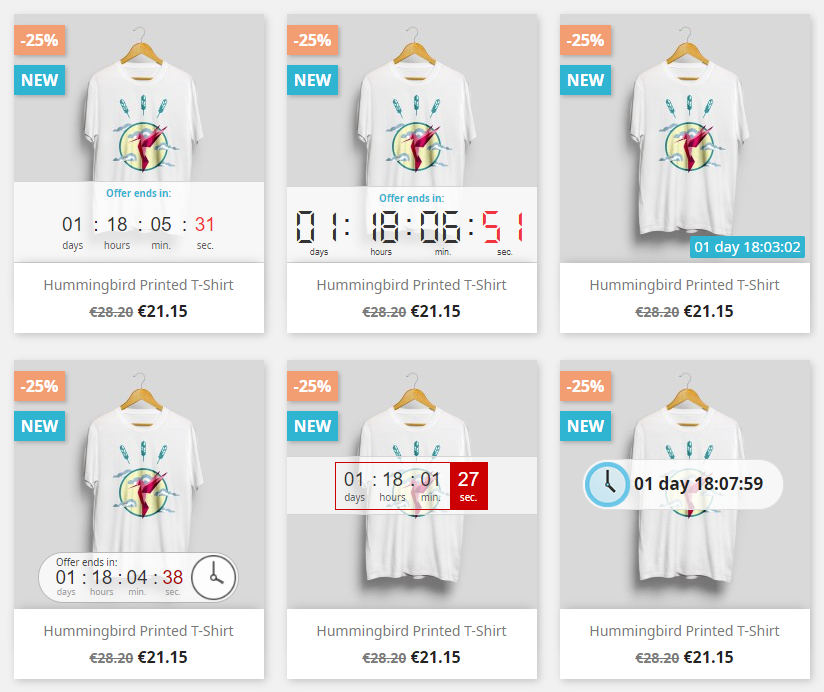 -25%
NEW
Offer ends in:
01 : 18 : 05 : 31
days hours min. sec.
Hummingbird Printed T-Shirt
€28.20 €21.15
-25%
NEW
Offer ends in:
01: 18:06:51
days hours min. sec.
Hummingbird Printed T-Shirt
€28.20 €21.15
-25%
NEW
01 day 18:03:02
Hummingbird Printed T-Shirt
€28.20 €21.15
-25%
NEW
Offer ends in:
01 : 18 : 04 : 38
days hours min. sec.
Hummingbird Printed T-Shirt
€28.20 €21.15
-25%
NEW
01 : 18 : 01 27
days hours min. sec.
Hummingbird Printed T-Shirt
€28.20 €21.15
-25%
NEW
01 day 18:07:59
Hummingbird Printed T-Shirt
€28.20 €21.15